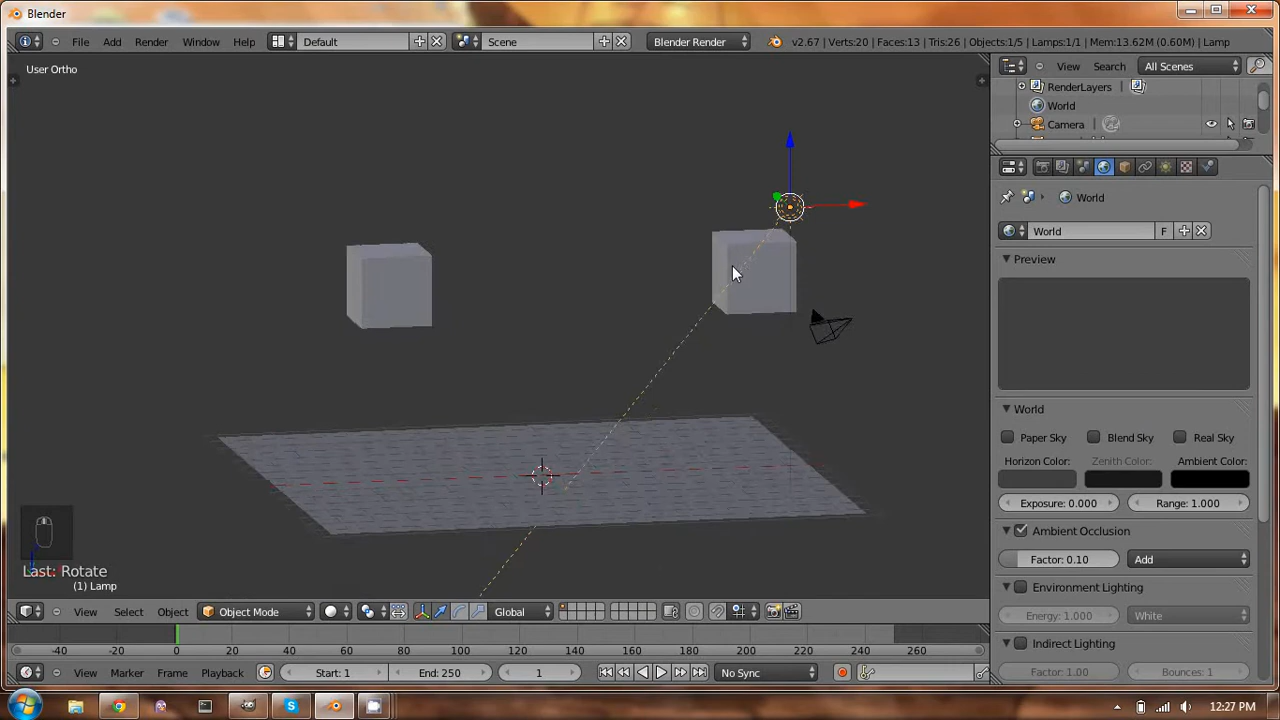 Blender
File Add Render Window Help Default Scene Blender Render v2.67 | Verts:20 | Faces:13 | Tris:26 | Objects:1/5 | Lamps:1/1 | Mem:13.62M (0.60M) | Lamp
User Ortho
View Search All Scenes
RenderLayers
World
Camera
World
World F
Preview
World
Paper Sky Blend Sky Real Sky
Horizon Color: Zenith Color: Ambient Color:
Exposure: 0.000 Range: 1.000
Ambient Occlusion
Factor: 0.10 Add
Environment Lighting
Energy: 1.000 White
Indirect Lighting
Factor: 1.00 Bounces: 1
Last: Rotate
(1) Lamp
View Select Object Object Mode Global
-40 -20 0 20 40 60 80 100 120 140 160 180 200 220 240 260
View Marker Frame Playback Start: 1 End: 250 1 No Sync
12:27 PM